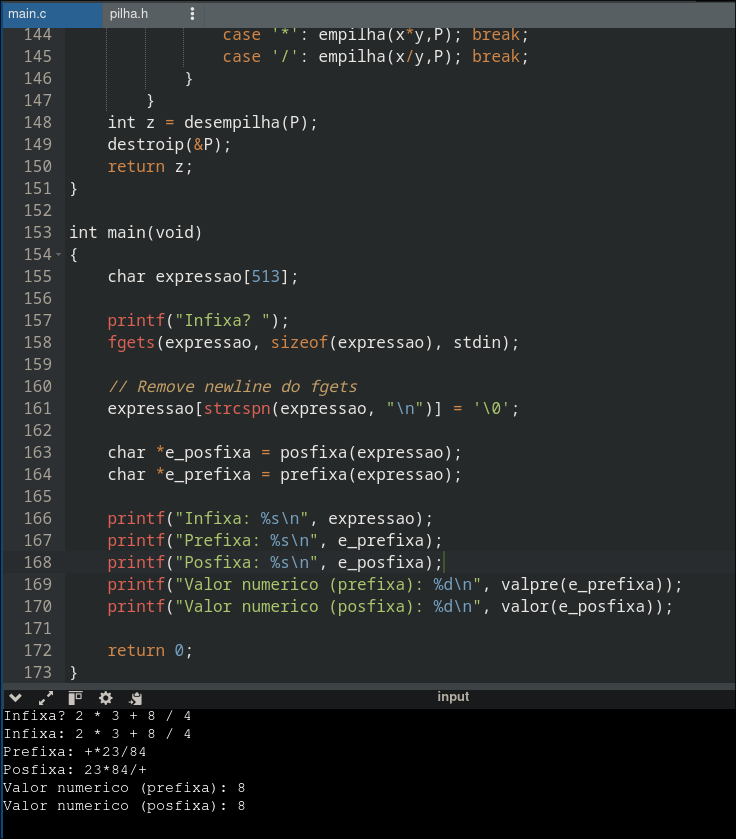 main.c pilha.h
144 case '*': empilha(x*y,P); break;
145 case '/': empilha(x/y,P); break;
146 }
147 }
148 int z = desempilha(P);
149 destroip(&P);
150 return z;
151 }
152
153 int main(void)
154 {
155 char expressao[513];
156
157 printf("Infixa? ");
158 fgets(expressao, sizeof(expressao), stdin);
159
160 // Remove newline do fgets
161 expressao[strcspn(expressao, "\n")] = '\0';
162
163 char *e_posfixa = posfixa(expressao);
164 char *e_prefixa = prefixa(expressao);
165
166 printf("Infixa: %s\n", expressao);
167 printf("Prefixa: %s\n", e_prefixa);
168 printf("Posfixa: %s\n", e_posfixa);
169 printf("Valor numerico (prefixa): %d\n", valpre(e_prefixa));
170 printf("Valor numerico (posfixa): %d\n", valor(e_posfixa));
171
172 return 0;
173 }
input
Infixa? 2 * 3 + 8 / 4
Infixa: 2 * 3 + 8 / 4
Prefixa: +*23/84
Posfixa: 23*84/+
Valor numerico (prefixa): 8
Valor numerico (posfixa): 8